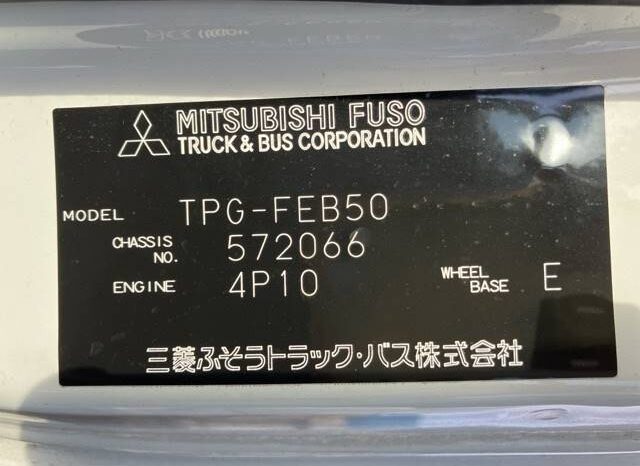 MITSUBISHI FUSO
TRUCK & BUS CORPORATION
MODEL TPG-FEB50
CHASSIS NO. 572066
ENGINE 4P10 WHEEL BASE E
三菱ふそうトラック・バス株式会社